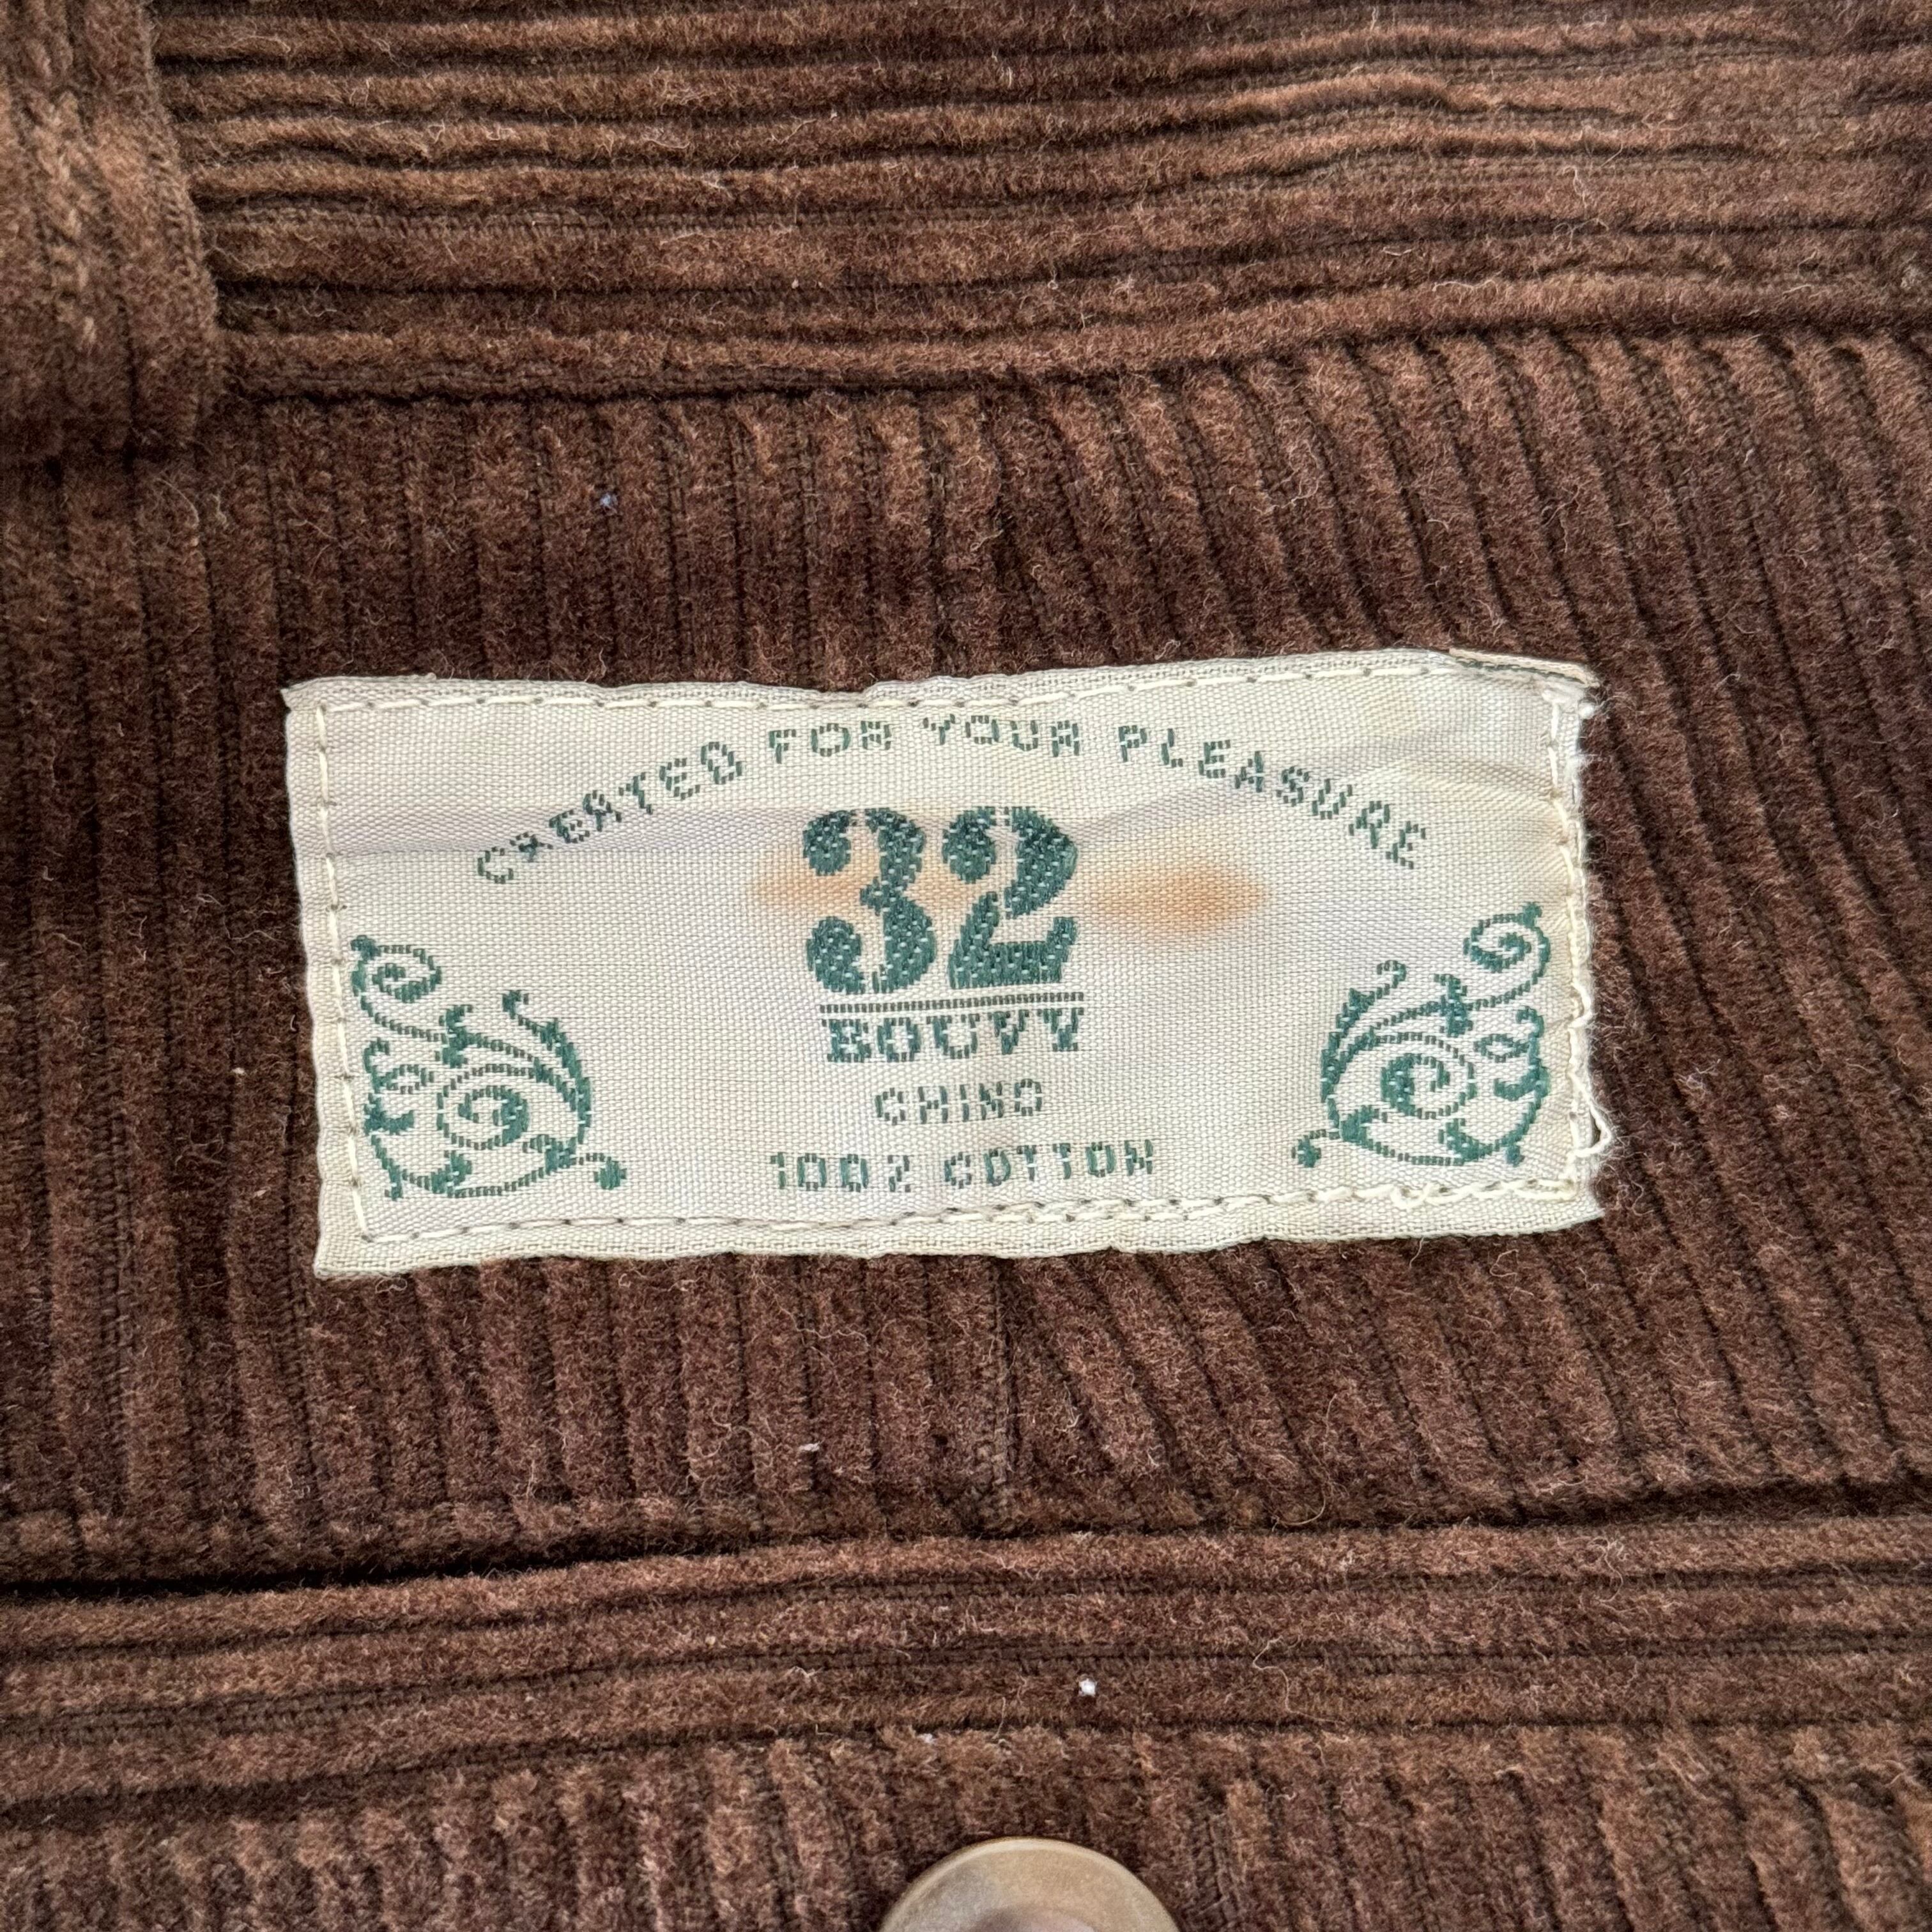 CREATED FOR YOUR PLEASURE
32
BOUVY
CHINO
100% COTTON